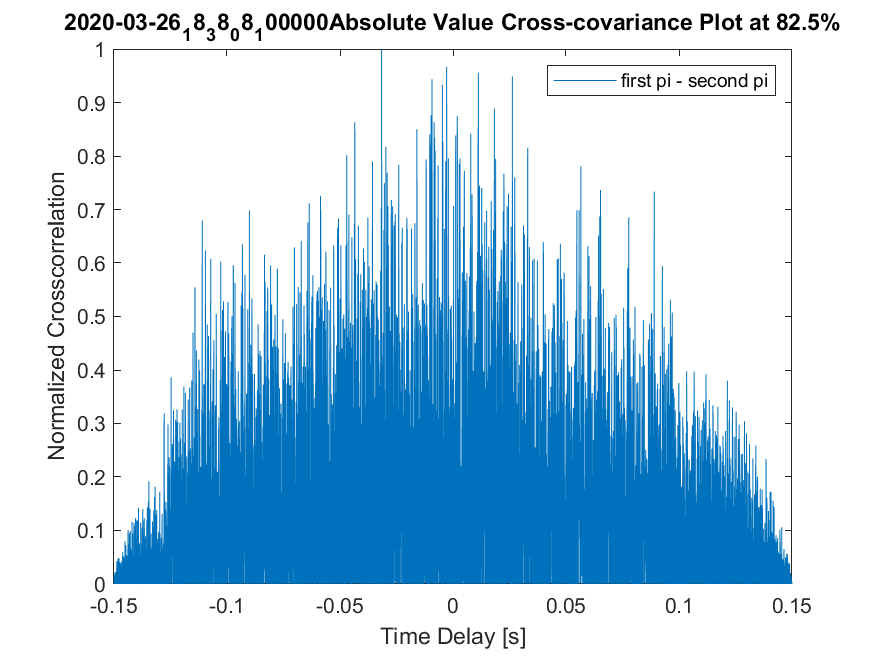 2020-03-26₁8₃8₀8₁00000Absolute Value Cross-covariance Plot at 82.5%
first pi - second pi
1
0.9
0.8
0.7
0.6
0.5
0.4
0.3
0.2
0.1
0
Normalized Crosscorrelation
-0.15 -0.1 -0.05 0 0.05 0.1 0.15
Time Delay [s]